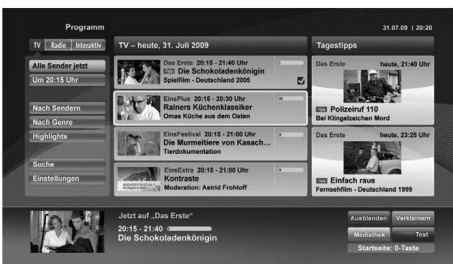 Programm
31.07.09 | 20:20
TV Radio Interaktiv
Alle Sender jetzt
Um 20:15 Uhr
Nach Sendern
Nach Genre
Highlights
Suche
Einstellungen
TV – heute, 31. Juli 2009
Das Erste 20:15 - 21:40 Uhr
Die Schokoladenkönigin
Spielfilm - Deutschland 2005
EinsPlus 20:15 - 20:30 Uhr
Rainers Küchenklassiker
Omas Küche aus dem Osten
EinsFestival 20:15 - 21:00 Uhr
Die Murmeltiere von Kasach...
Tierdokumentation
EinsExtra 20:15 - 21:00 Uhr
Kontraste
Moderation: Astrid Frohloff
Tagestipps
Das Erste heute, 21:40 Uhr
Polizeiruf 110
Bei Klingelzeichen Mord
Das Erste heute, 23:25 Uhr
Einfach raus
Fernsehfilm - Deutschland 1999
Jetzt auf „Das Erste“
20:15 - 21:40
Die Schokoladenkönigin
Ausblenden Verkleinern
Mediathek Text
Startseite: 0-Taste